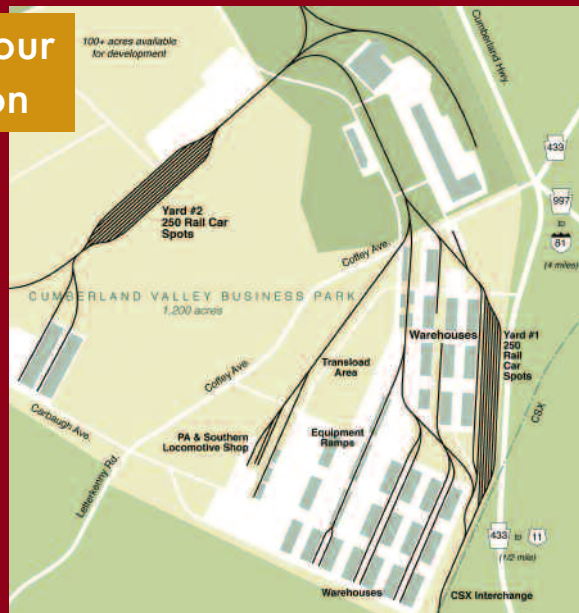 our
on
100+ acres available
for development
Cumberland Hwy.
433
997
to
81
(4 miles)
Yard #2
250 Rail Car
Spots
Coffey Ave.
CUMBERLAND VALLEY BUSINESS PARK
1,200 acres
Warehouses
Yard #1
250
Rail
Car
Spots
Transload
Area
Coffey Ave.
CSX
Carbaugh Ave.
PA & Southern
Locomotive Shop
Equipment
Ramps
Letterkenny Rd.
433 to 11
(1/2 mile)
Warehouses
CSX Interchange